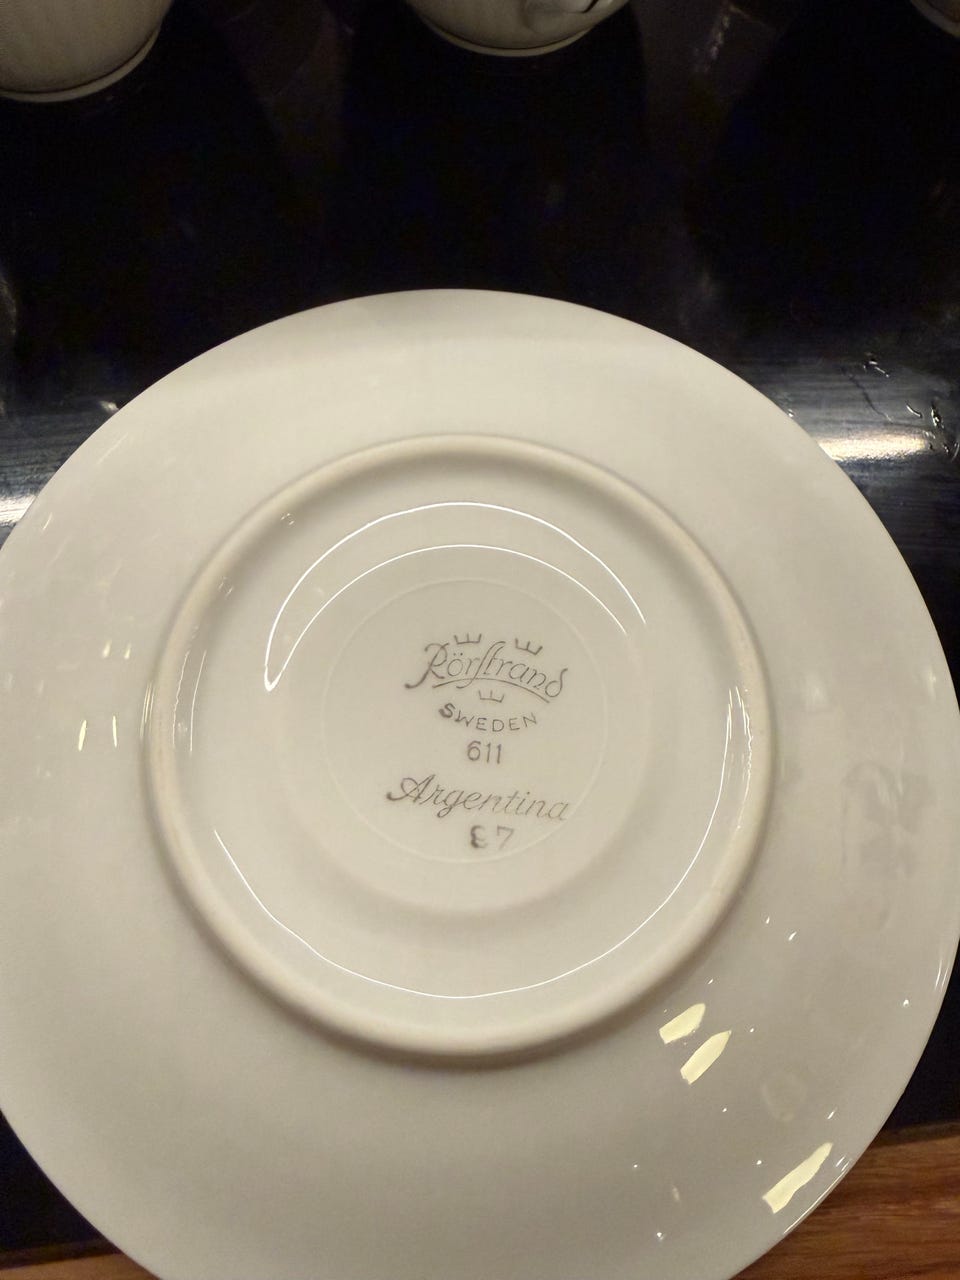 Rörstrand
SWEDEN
611
Argentina
87